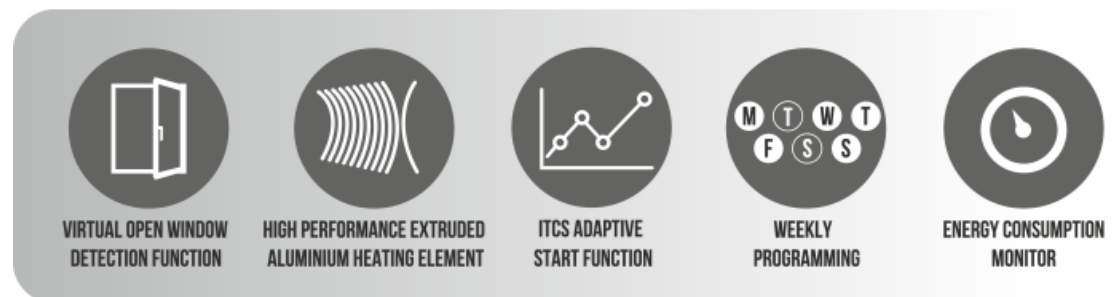 M T W T
F S S
VIRTUAL OPEN WINDOW
DETECTION FUNCTION
HIGH PERFORMANCE EXTRUDED
ALUMINIUM HEATING ELEMENT
ITCS ADAPTIVE
START FUNCTION
WEEKLY
PROGRAMMING
ENERGY CONSUMPTION
MONITOR